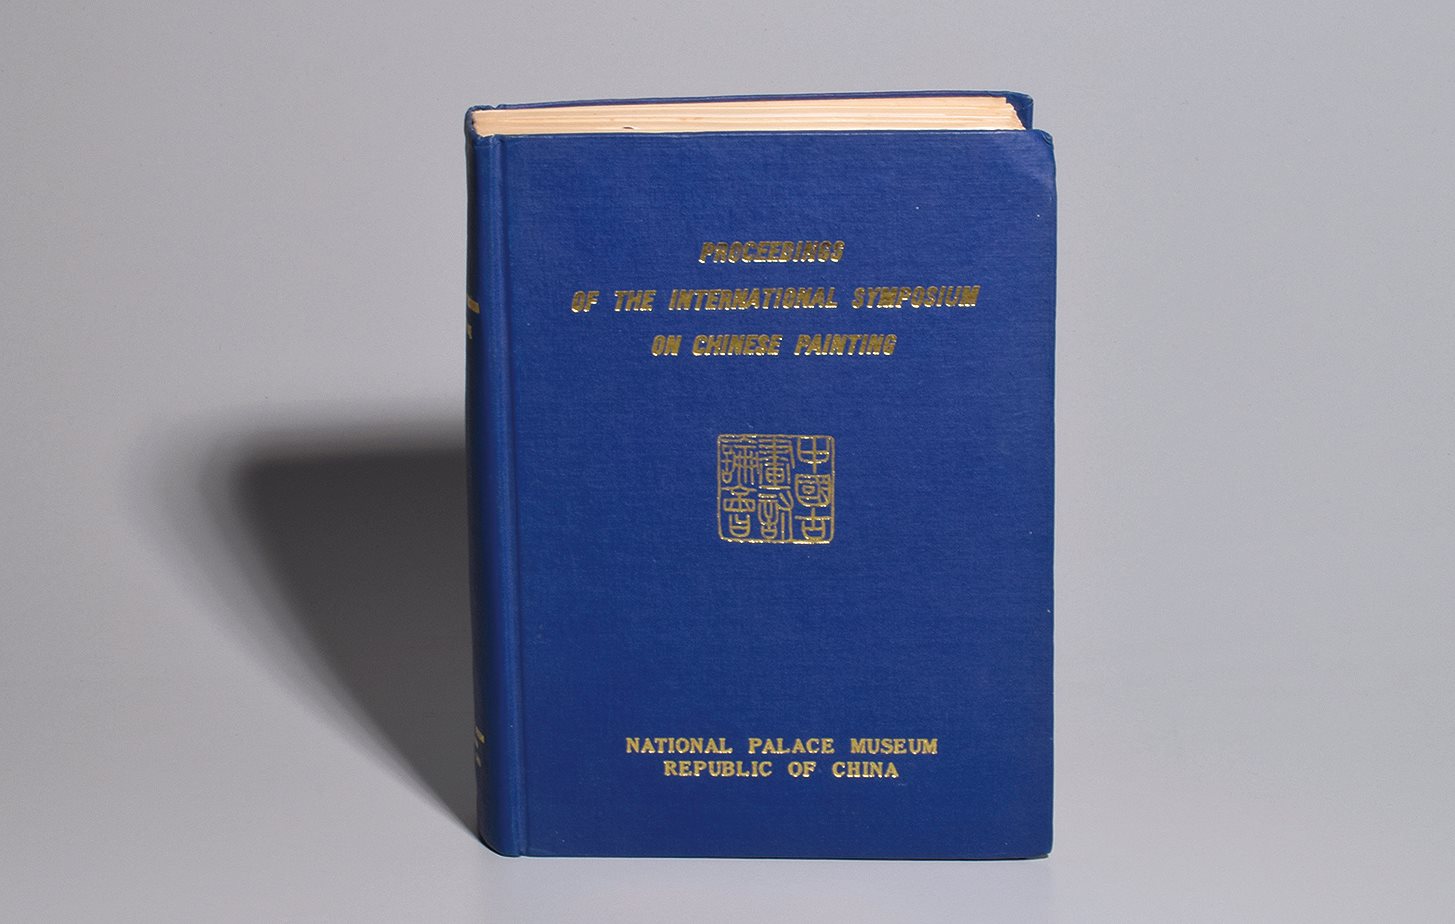 PROCEEDINGS
OF THE INTERNATIONAL SYMPOSIUM
ON CHINESE PAINTING
中國古
畫討
論會
NATIONAL PALACE MUSEUM
REPUBLIC OF CHINA